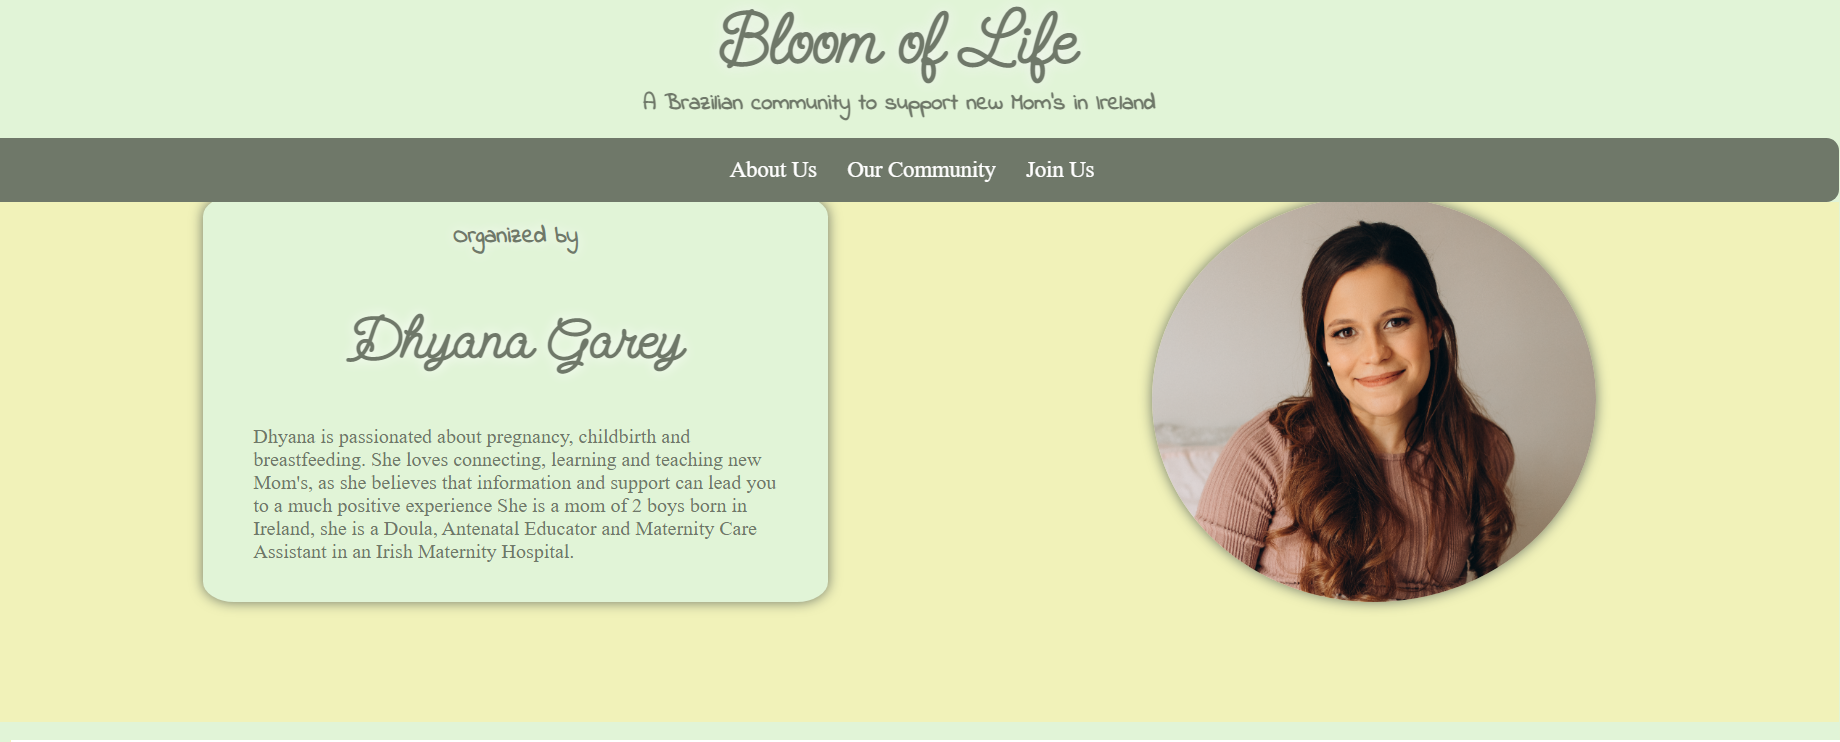 Bloom of Life
A Brazilian community to support new Mom's in Ireland
About Us Our Community Join Us
organized by
Dhyana Garey
Dhyana is passionated about pregnancy, childbirth and
breastfeeding. She loves connecting, learning and teaching new
Mom's, as she believes that information and support can lead you
to a much positive experience She is a mom of 2 boys born in
Ireland, she is a Doula, Antenatal Educator and Maternity Care
Assistant in an Irish Maternity Hospital.